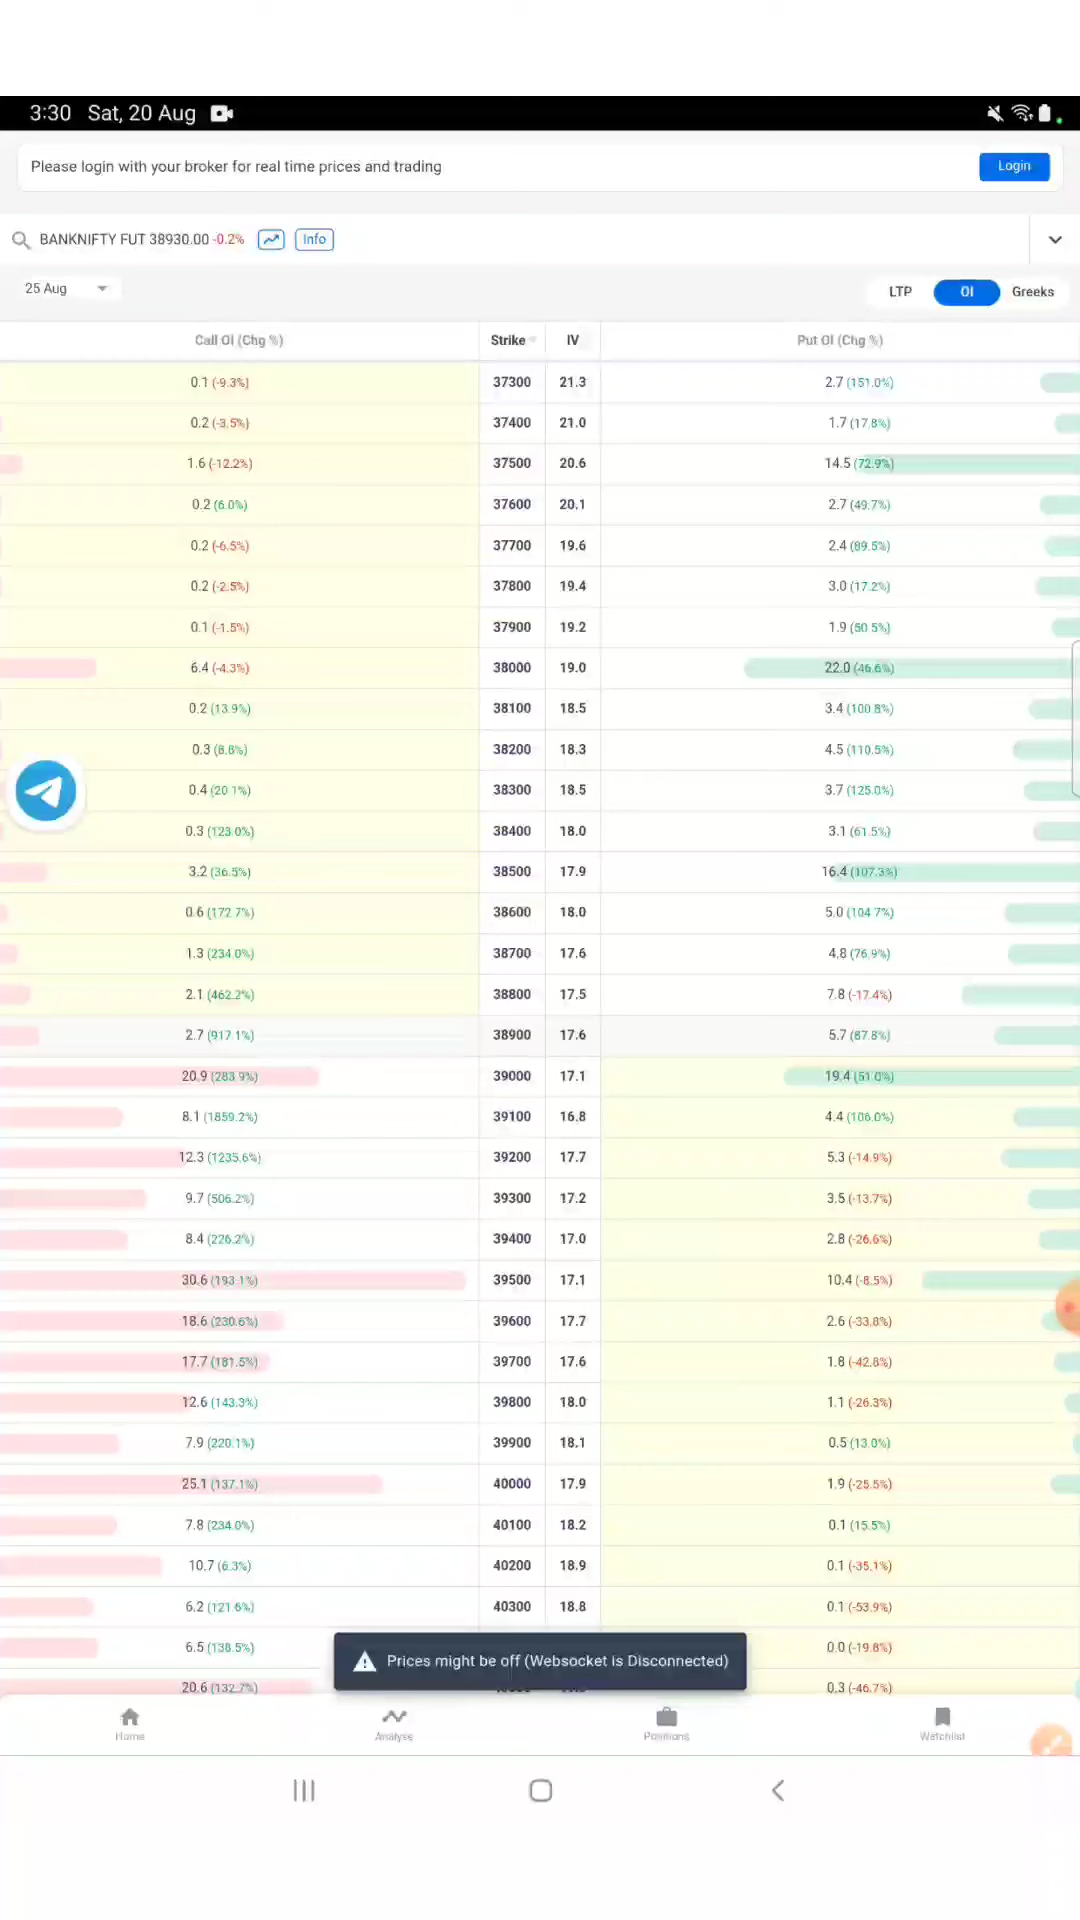 3:30 Sat, 20 Aug
Please login with your broker for real time prices and trading Login
BANKNIFTY FUT 38930.00 -0.2% Info
25 Aug LTP OI Greeks
Call OI (Chg %) Strike IV Put OI (Chg %)
0.1 (-9.3%) 37300 21.3 2.7 (151.0%)
0.2 (-3.5%) 37400 21.0 1.7 (17.8%)
1.6 (-12.2%) 37500 20.6 14.5 (72.9%)
0.2 (6.0%) 37600 20.1 2.7 (49.7%)
0.2 (-6.5%) 37700 19.6 2.4 (89.5%)
0.2 (-2.5%) 37800 19.4 3.0 (17.2%)
0.1 (-1.5%) 37900 19.2 1.9 (50.5%)
6.4 (-4.3%) 38000 19.0 22.0 (46.6%)
0.2 (13.9%) 38100 18.5 3.4 (100.8%)
0.3 (8.8%) 38200 18.3 4.5 (110.5%)
0.4 (20.1%) 38300 18.5 3.7 (125.0%)
0.3 (123.0%) 38400 18.0 3.1 (61.5%)
3.2 (36.5%) 38500 17.9 16.4 (107.3%)
0.6 (172.7%) 38600 18.0 5.0 (104.7%)
1.3 (234.0%) 38700 17.6 4.8 (76.9%)
2.1 (462.2%) 38800 17.5 7.8 (-17.4%)
2.7 (917.1%) 38900 17.6 5.7 (87.8%)
20.9 (283.9%) 39000 17.1 19.4 (51.0%)
8.1 (1859.2%) 39100 16.8 4.4 (106.0%)
12.3 (1235.6%) 39200 17.7 5.3 (-14.9%)
9.7 (506.2%) 39300 17.2 3.5 (-13.7%)
8.4 (226.2%) 39400 17.0 2.8 (-26.6%)
30.6 (193.1%) 39500 17.1 10.4 (-8.5%)
18.6 (230.6%) 39600 17.7 2.6 (-33.8%)
17.7 (181.5%) 39700 17.6 1.8 (-42.8%)
12.6 (143.3%) 39800 18.0 1.1 (-26.3%)
7.9 (220.1%) 39900 18.1 0.5 (13.0%)
25.1 (137.1%) 40000 17.9 1.9 (-25.5%)
7.8 (234.0%) 40100 18.2 0.1 (15.5%)
10.7 (6.3%) 40200 18.9 0.1 (-35.1%)
6.2 (121.6%) 40300 18.8 0.1 (-53.9%)
6.5 (138.5%) 0.0 (-19.8%)
Prices might be off (Websocket is Disconnected)
20.6 (132.7%) 0.3 (-46.7%)
Home Analyse Positions Watchlist